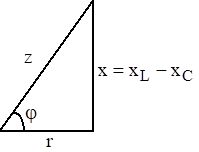 z
x = x_L − x_C
φ
r